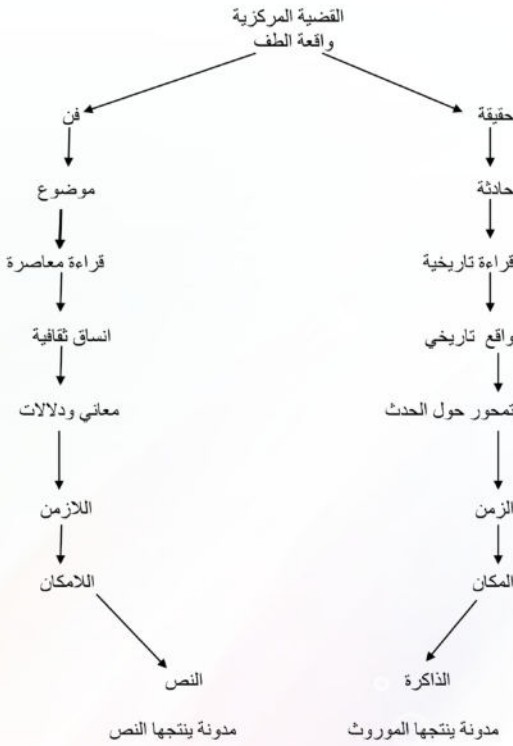 القضية المركزية
واقعة الطف
حقيقة
فن
حادثة
موضوع
قراءة تاريخية
قراءة معاصرة
واقع تاريخي
انساق ثقافية
تمحور حول الحدث
معاني ودلالات
الزمن
اللازمن
المكان
اللامكان
الذاكرة
النص
مدونة ينتجها الموروث
مدونة ينتجها النص